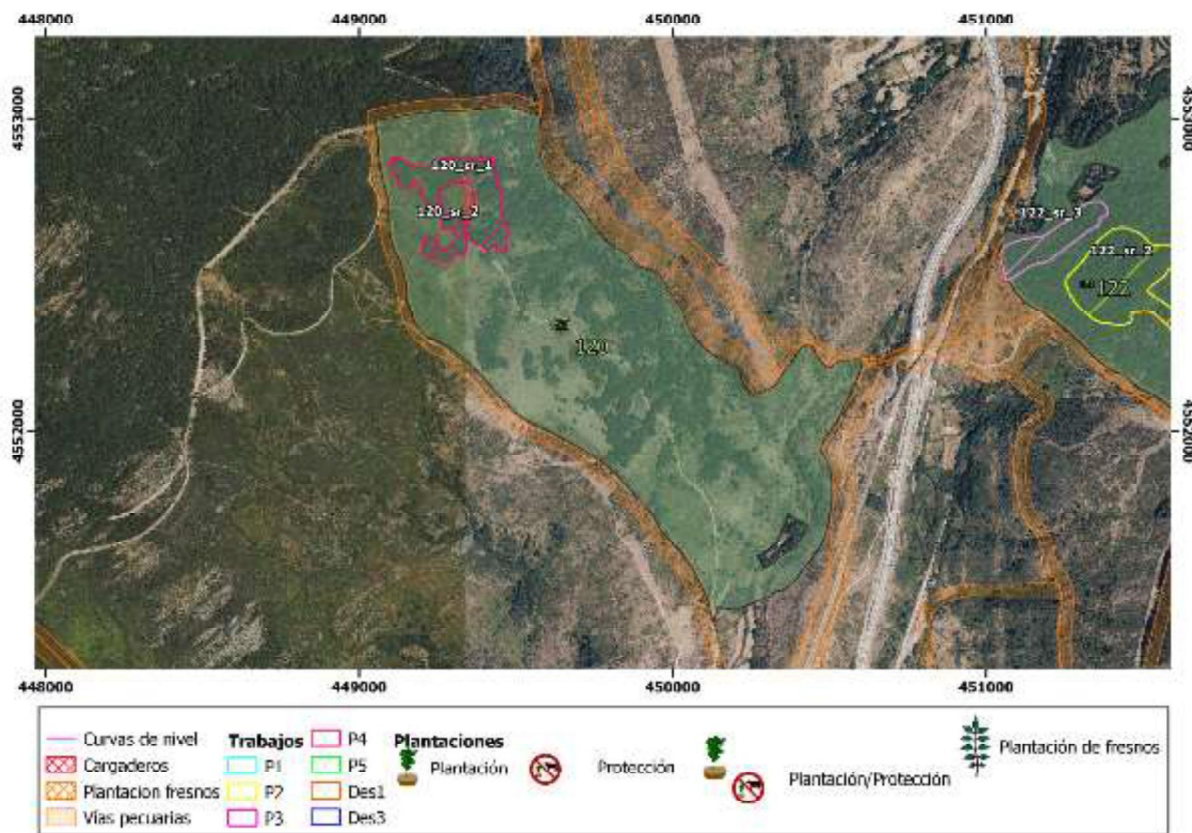 448000 449000 450000 451000
4553000 4553000
120_sr_1
120_sr_2
122_sr_3
122_sr_2
122
120
4552000 4552000
448000 449000 450000 451000
Curvas de nivel
Cargaderos
Plantacion fresnos
Vías pecuarias
Trabajos
P1
P2
P3
P4
P5
Des1
Des3
Plantaciones
Plantación
Protección
Plantación/Protección
Plantación de fresnos